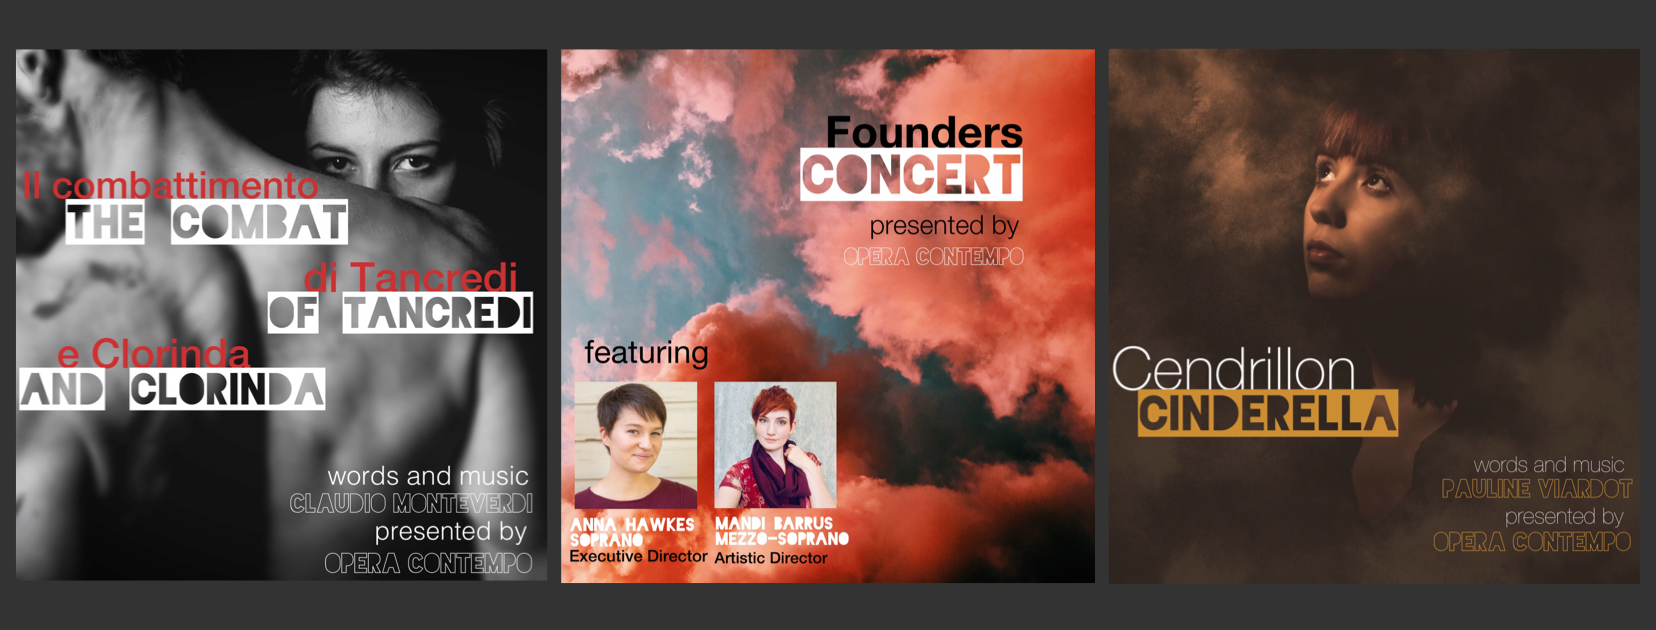 Il combattimento
THE COMBAT
di Tancredi
OF TANCREDI
e Clorinda
AND CLORINDA
words and music
CLAUDIO MONTEVERDI
presented by
OPERA CONTEMPO
Founders
CONCERT
presented by
OPERA CONTEMPO
featuring
ANNA HAWKES
SOPRANO
Executive Director
MANDI BARRUS
MEZZO-SOPRANO
Artistic Director
Cendrillon
CINDERELLA
words and music
PAULINE VIARDOT
presented by
OPERA CONTEMPO